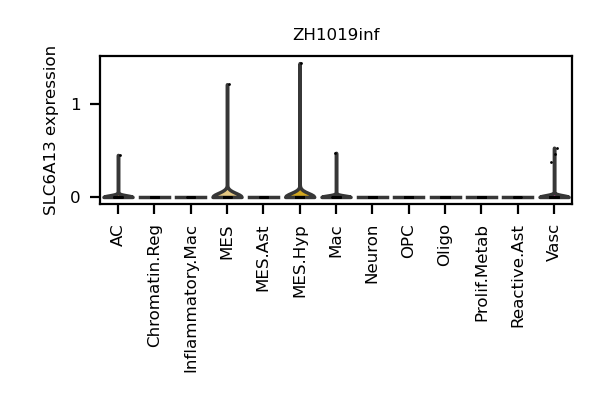 ZH1019inf
SLC6A13 expression
1
0
AC
Chromatin.Reg
Inflammatory.Mac
MES
MES.Ast
MES.Hyp
Mac
Neuron
OPC
Oligo
Prolif.Metab
Reactive.Ast
Vasc